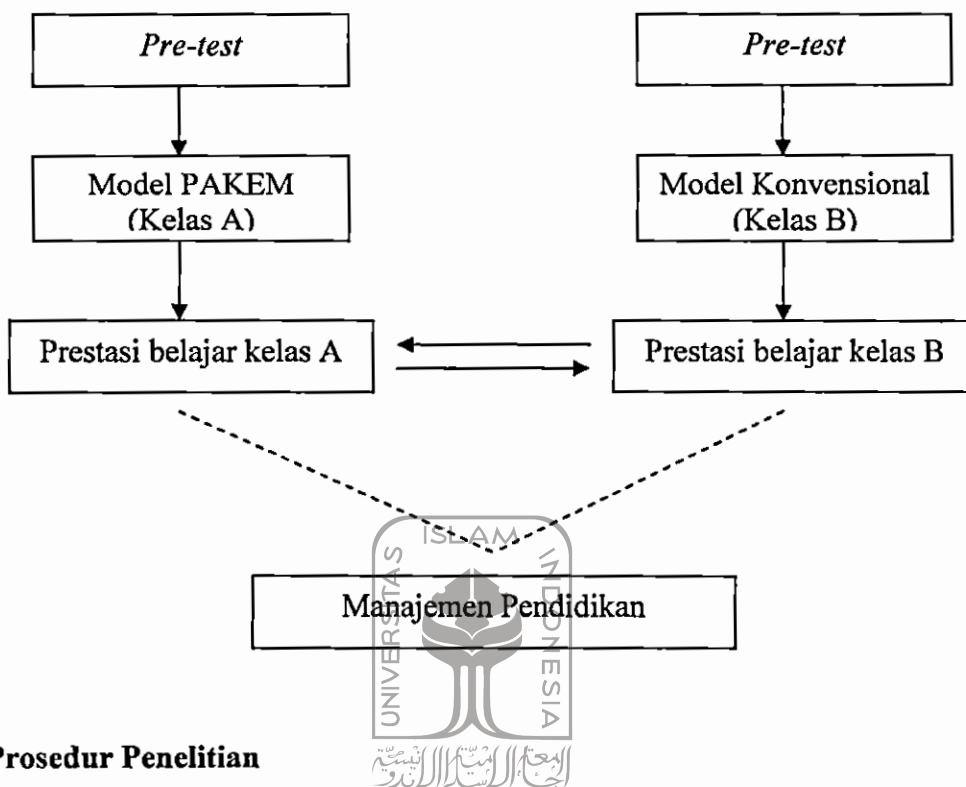 Pre-test
Pre-test
Model PAKEM
(Kelas A)
Model Konvensional
(Kelas B)
Prestasi belajar kelas A
Prestasi belajar kelas B
UNIVERSITAS ISLAM INDONESIA
Manajemen Pendidikan
Prosedur Penelitian